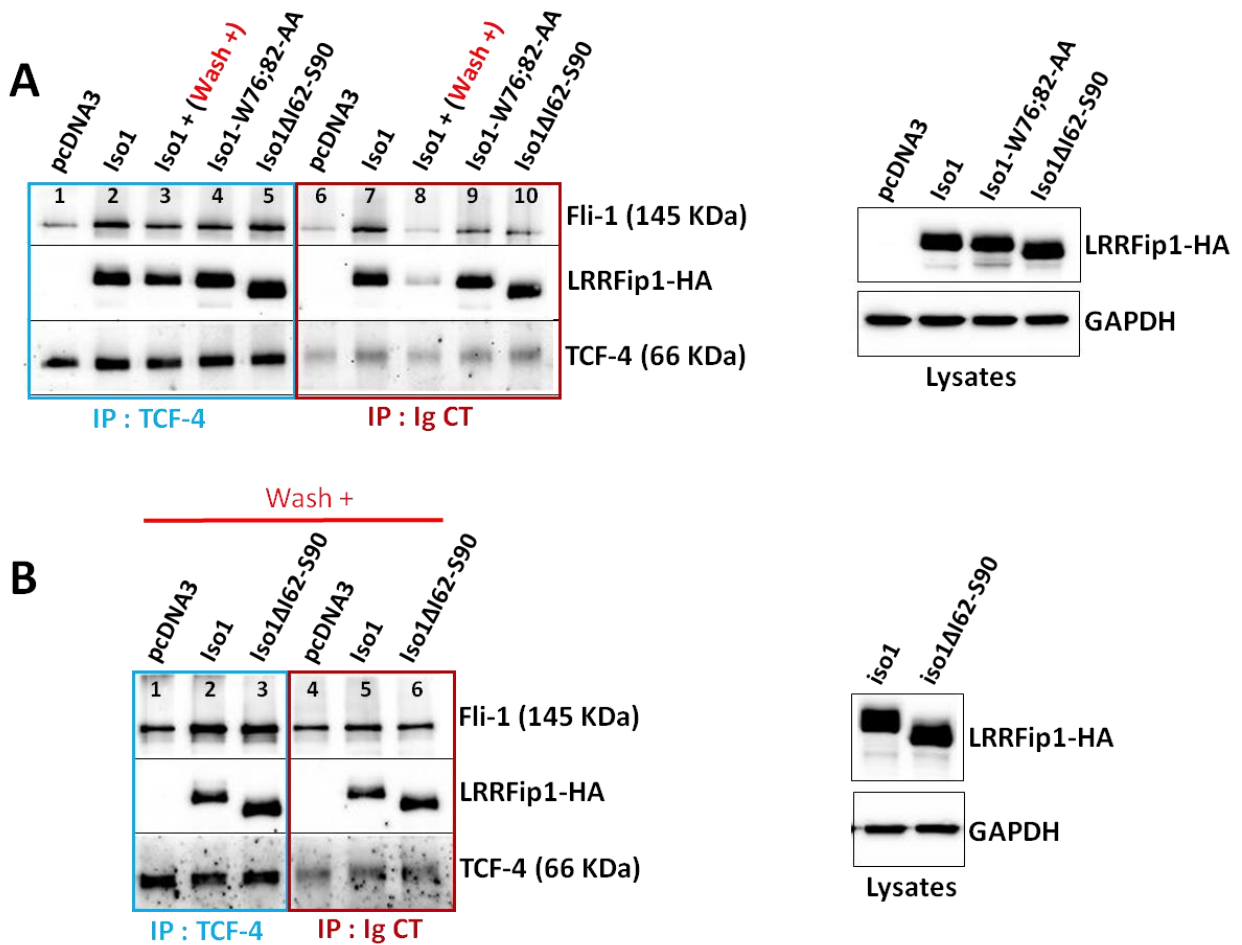 A
pcDNA3
Iso1
Iso1 + (Wash +)
Iso1-W76;82-AA
Iso1ΔI62-S90
pcDNA3
Iso1
Iso1 + (Wash +)
Iso1-W76;82-AA
Iso1ΔI62-S90
1 2 3 4 5 6 7 8 9 10
Fli-1 (145 KDa)
LRRFip1-HA
TCF-4 (66 KDa)
IP : TCF-4
IP : Ig CT
pcDNA3
Iso1
Iso1-W76;82-AA
Iso1ΔI62-S90
LRRFip1-HA
GAPDH
Lysates
B
Wash +
pcDNA3
Iso1
Iso1ΔI62-S90
pcDNA3
Iso1
Iso1ΔI62-S90
1 2 3 4 5 6
Fli-1 (145 KDa)
LRRFip1-HA
TCF-4 (66 KDa)
IP : TCF-4
IP : Ig CT
iso1
iso1ΔI62-S90
LRRFip1-HA
GAPDH
Lysates